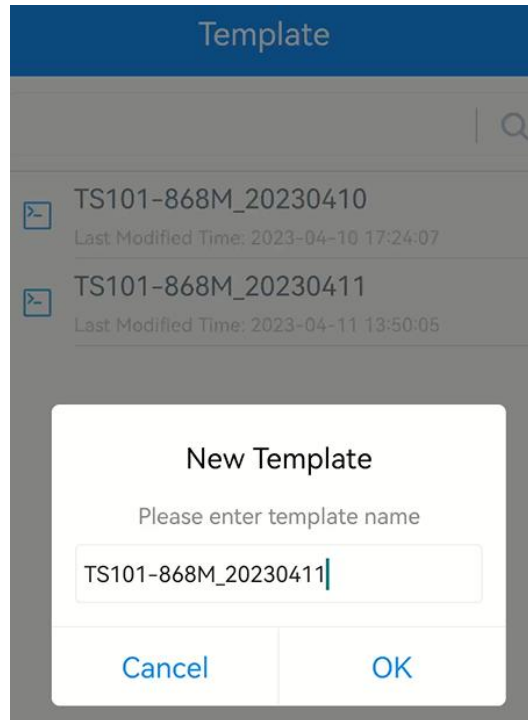 Template
TS101-868M_20230410
Last Modified Time: 2023-04-10 17:24:07
TS101-868M_20230411
Last Modified Time: 2023-04-11 13:50:05
New Template
Please enter template name
TS101-868M_20230411
Cancel
OK